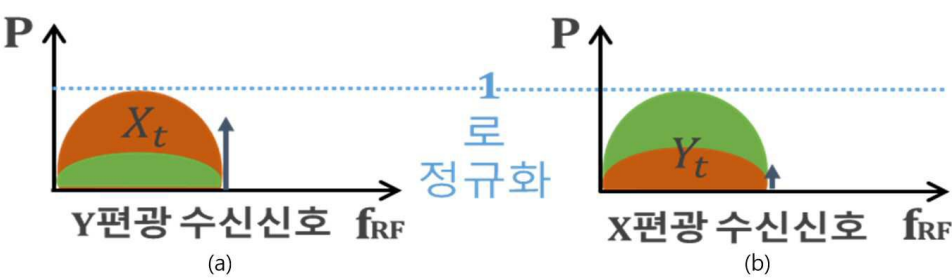 P
X_t
Y편광 수신신호 f_RF
(a)
1
로
정규화
P
Y_t
X편광 수신신호 f_RF
(b)